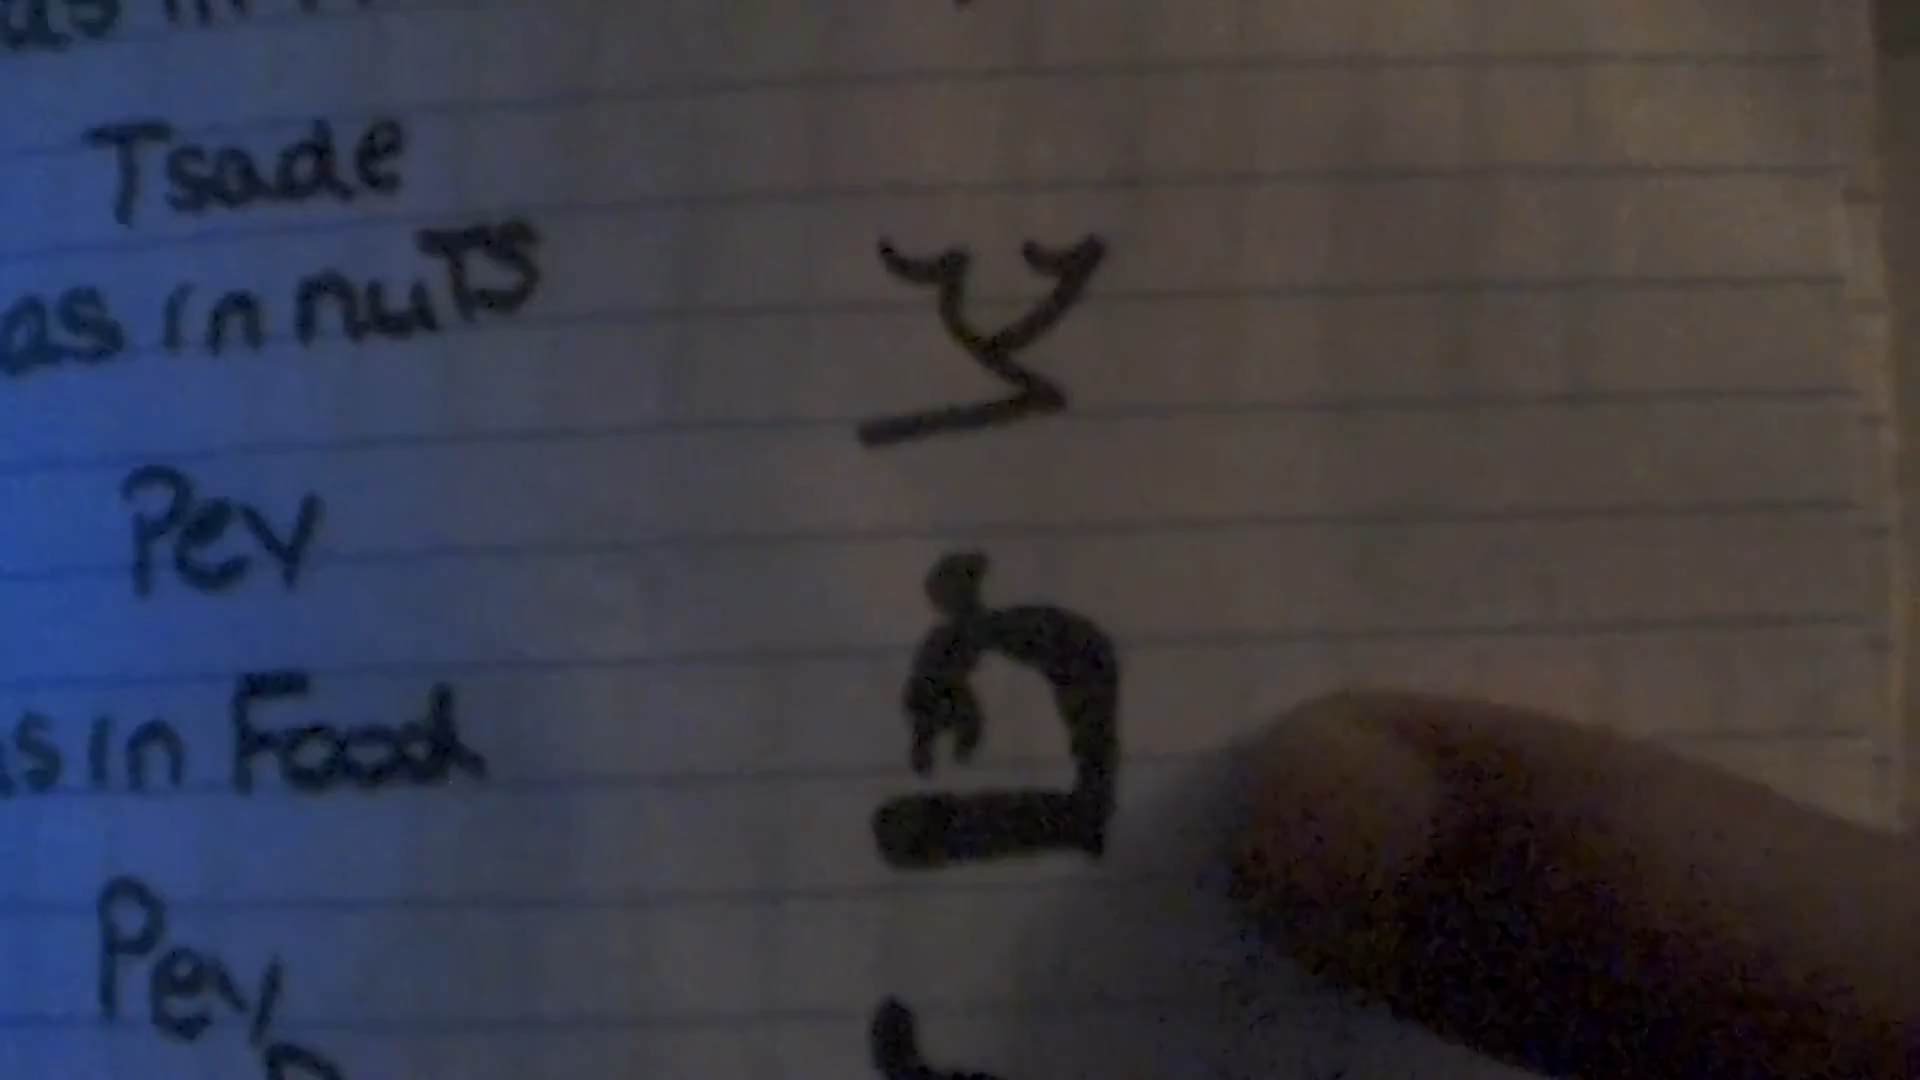 Tsade
as in nuTS
צ
Pey
as in Food
פ
Pey